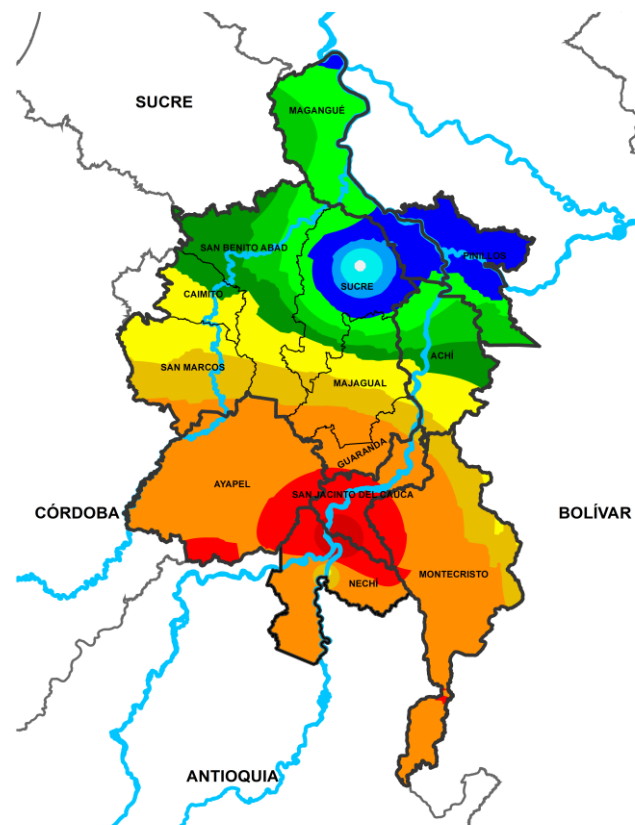 SUCRE
MAGANGUÉ
SAN BENITO ABAD
PINILLOS
SUCRE
CAIMITO
ACHÍ
SAN MARCOS
MAJAGUAL
GUARANDA
AYAPEL
SAN JACINTO DEL CAUCA
CÓRDOBA
BOLÍVAR
MONTECRISTO
NECHÍ
ANTIOQUIA